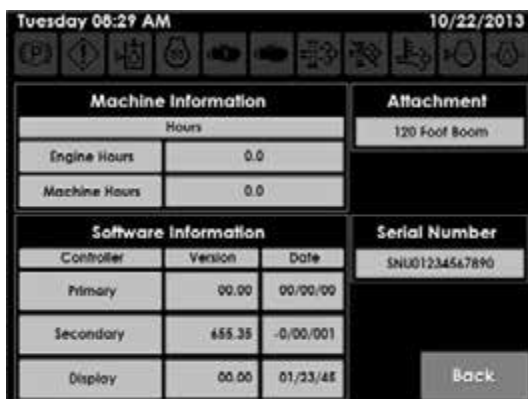 Tuesday 08:29 AM 10/22/2013
(P)
Machine Information
Hours
Engine Hours 0.0
Machine Hours 0.0
Attachment
120 Foot Boom
Software Information
Controller Version Date
Primary 00.00 00/00/00
Secondary 655.35 -0/00/001
Display 00.00 01/23/45
Serial Number
SNU01234567890
Back